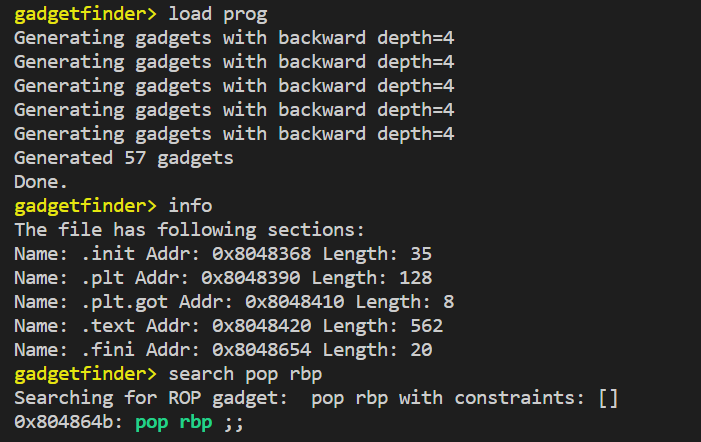 gadgetfinder> load prog
Generating gadgets with backward depth=4
Generating gadgets with backward depth=4
Generating gadgets with backward depth=4
Generating gadgets with backward depth=4
Generating gadgets with backward depth=4
Generated 57 gadgets
Done.
gadgetfinder> info
The file has following sections:
Name: .init Addr: 0x8048368 Length: 35
Name: .plt Addr: 0x8048390 Length: 128
Name: .plt.got Addr: 0x8048410 Length: 8
Name: .text Addr: 0x8048420 Length: 562
Name: .fini Addr: 0x8048654 Length: 20
gadgetfinder> search pop rbp
Searching for ROP gadget:  pop rbp with constraints: []
0x804864b: pop rbp ;;